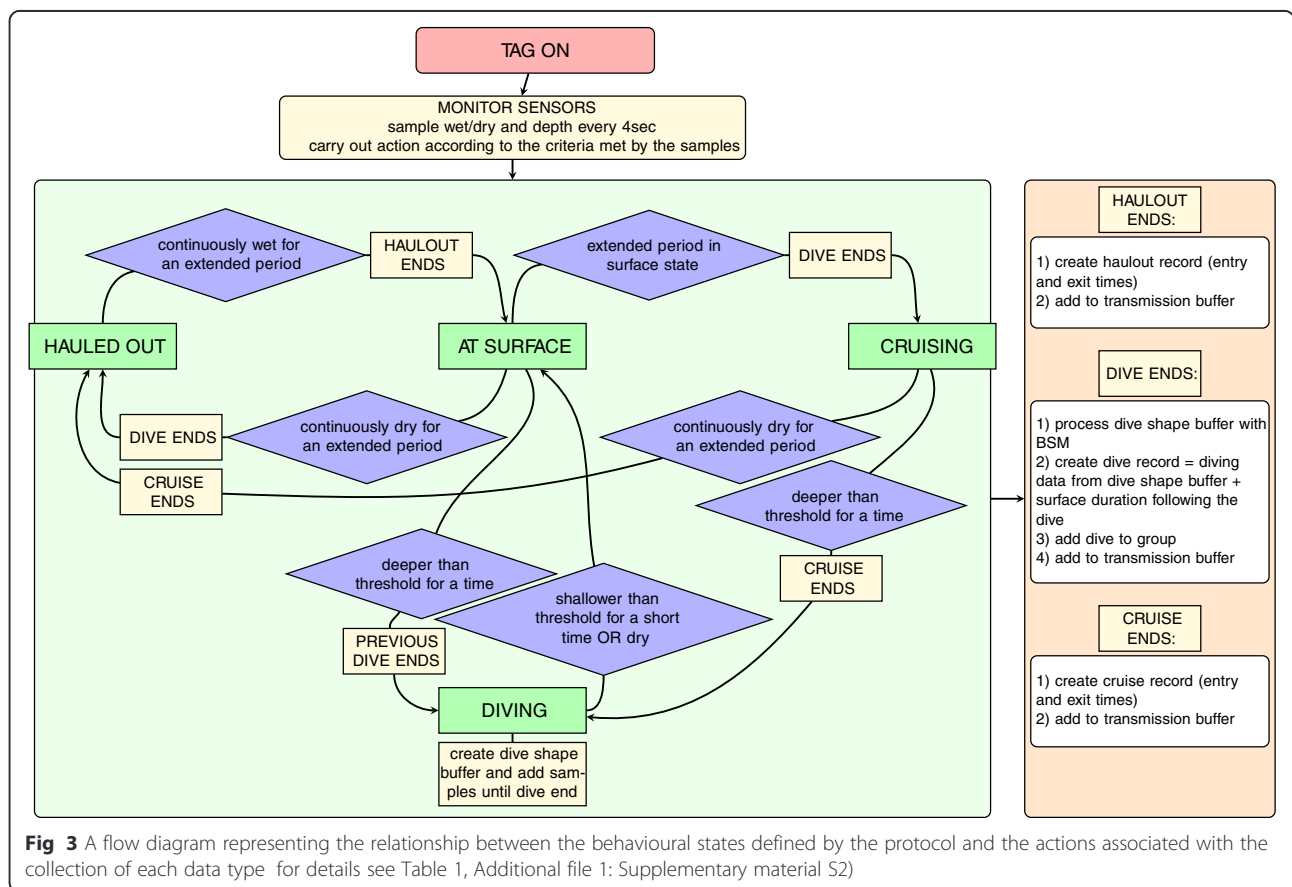 TAG ON
MONITOR SENSORS
sample wet/dry and depth every 4sec
carry out action according to the criteria met by the samples
continuously wet for
an extended period
HAULOUT
ENDS
extended period in
surface state
DIVE ENDS
HAULED OUT
AT SURFACE
CRUISING
DIVE ENDS
continuously dry for
an extended period
continuously dry for
an extended period
CRUISE
ENDS
deeper than
threshold for a time
deeper than
threshold for a time
CRUISE
ENDS
shallower than
threshold for a short
time OR dry
PREVIOUS
DIVE ENDS
DIVING
create dive shape
buffer and add sam-
ples until dive end
HAULOUT
ENDS:
1) create haulout record (entry
and exit times)
2) add to transmission buffer
DIVE ENDS:
1) process dive shape buffer with
BSM
2) create dive record = diving
data from dive shape buffer +
surface duration following the
dive
3) add dive to group
4) add to transmission buffer
CRUISE
ENDS:
1) create cruise record (entry
and exit times)
2) add to transmission buffer
Fig 3 A flow diagram representing the relationship between the behavioural states defined by the protocol and the actions associated with the
collection of each data type for details see Table 1, Additional file 1: Supplementary material S2)